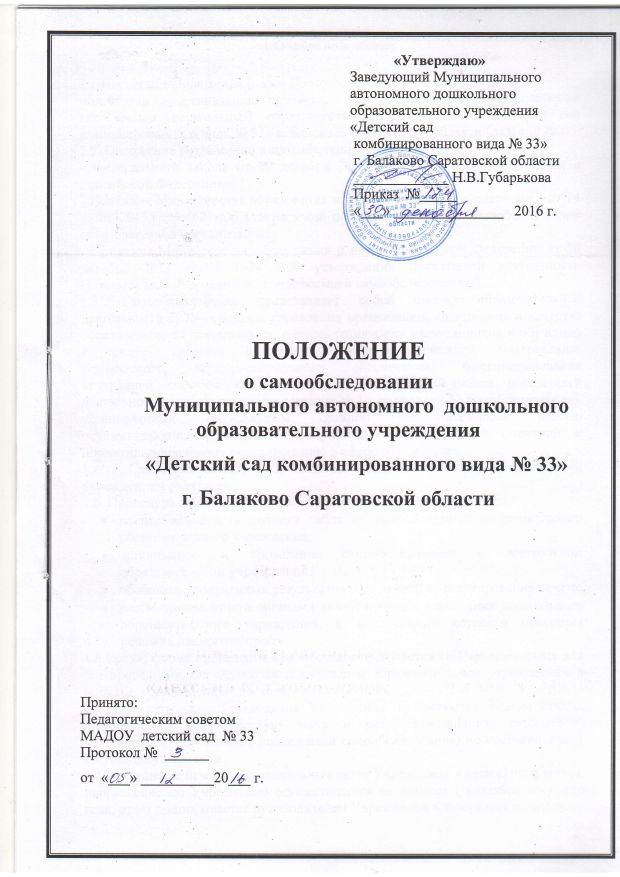 «Утверждаю»
Заведующий Муниципального
автономного дошкольного
образовательного учреждения
«Детский сад
комбинированного вида № 33»
г. Балаково Саратовской области
Н.В.Губарькова
Приказ №
«30» декабря 2016 г.
ПОЛОЖЕНИЕ
о самообследовании
Муниципального автономного дошкольного
образовательного учреждения
«Детский сад комбинированного вида № 33»
г. Балаково Саратовской области
Принято:
Педагогическим советом
МАДОУ детский сад № 33
Протокол № 3
от «05» 12 2016 г.